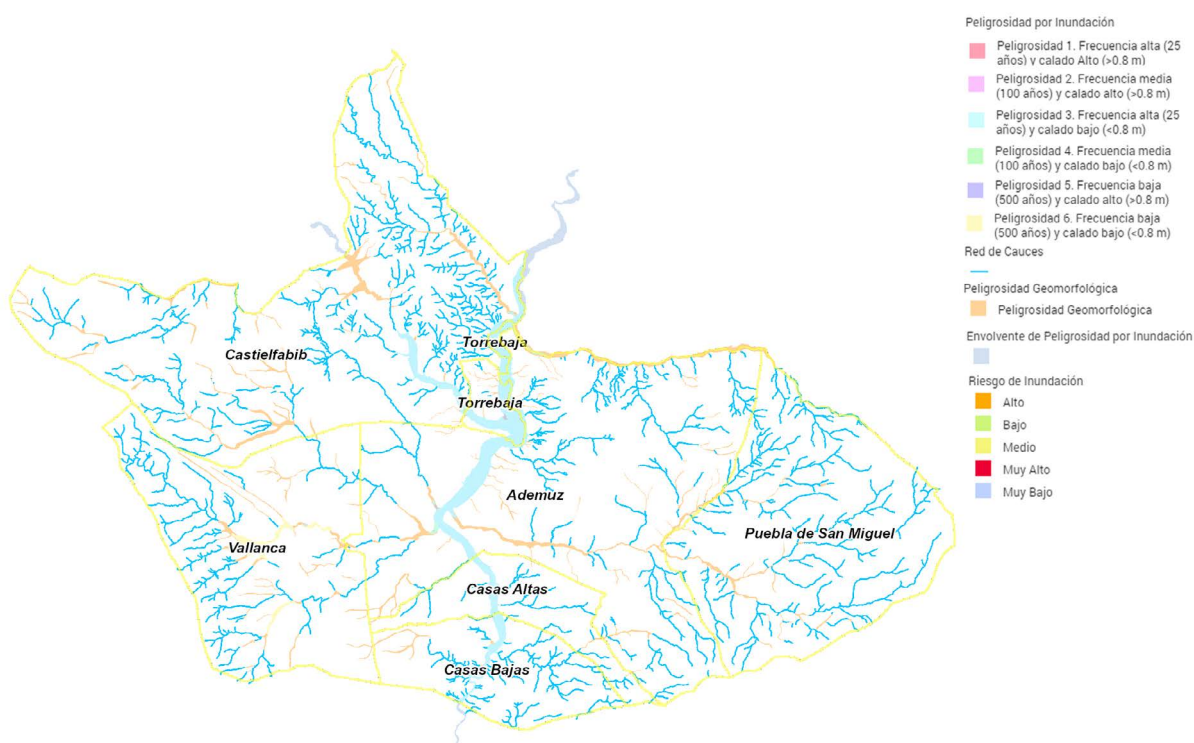 Peligrosidad por Inundación
Peligrosidad 1. Frecuencia alta (25
años) y calado Alto (>0.8 m)
Peligrosidad 2. Frecuencia media
(100 años) y calado alto (>0.8 m)
Peligrosidad 3. Frecuencia alta (25
años) y calado bajo (<0.8 m)
Peligrosidad 4. Frecuencia media
(100 años) y calado bajo (<0.8 m)
Peligrosidad 5. Frecuencia baja
(500 años) y calado alto (>0.8 m)
Peligrosidad 6. Frecuencia baja
(500 años) y calado bajo (<0.8 m)
Red de Cauces
Peligrosidad Geomorfológica
Peligrosidad Geomorfológica
Envolvente de Peligrosidad por Inundación
Riesgo de Inundación
Alto
Bajo
Medio
Muy Alto
Muy Bajo
Torrebaja
Castielfabib
Torrebaja
Ademuz
Puebla de San Miguel
Vallanca
Casas Altas
Casas Bajas